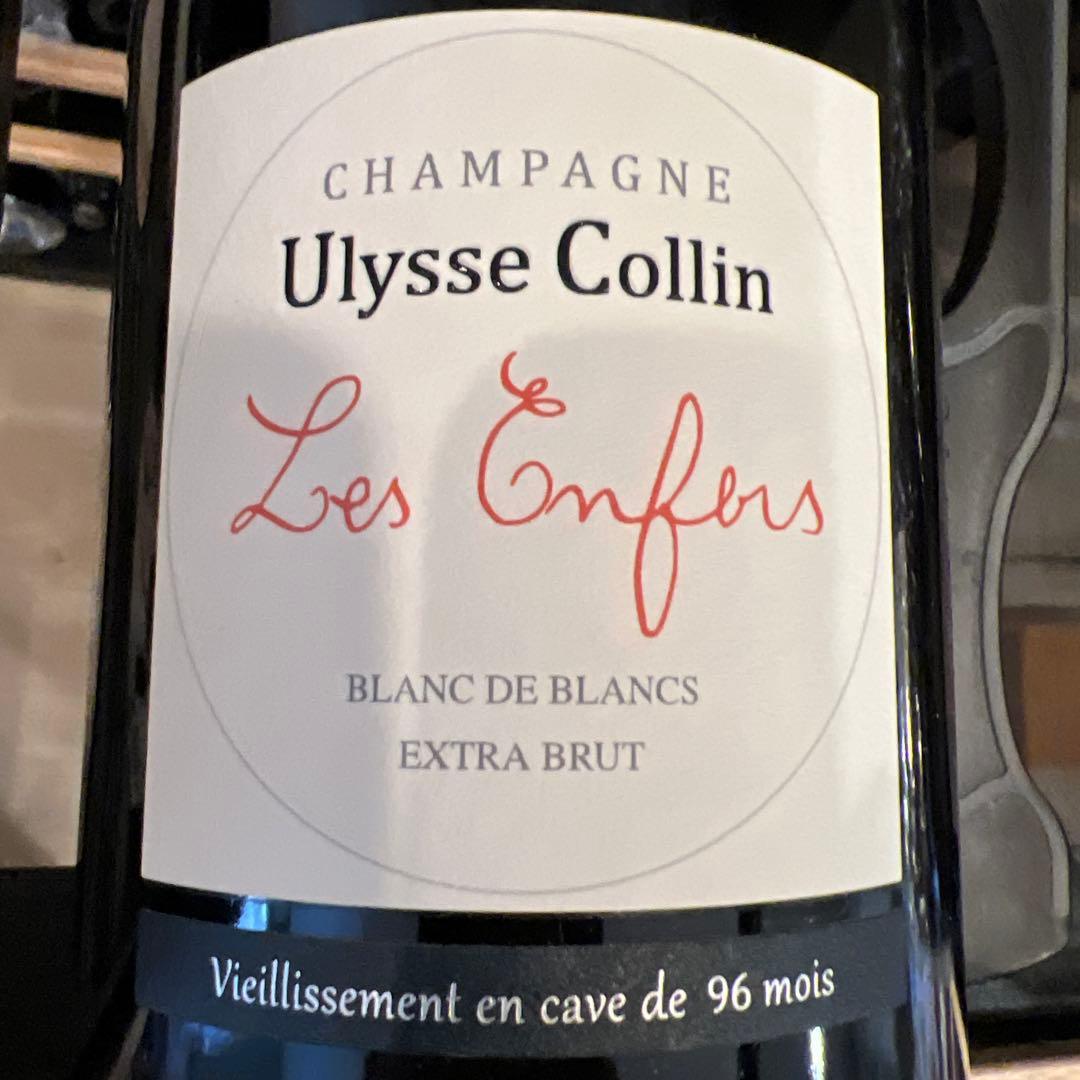 CHAMPAGNE
Ulysse Collin
Les Enfers
BLANC DE BLANCS
EXTRA BRUT
Vieillissement en cave de 96 mois